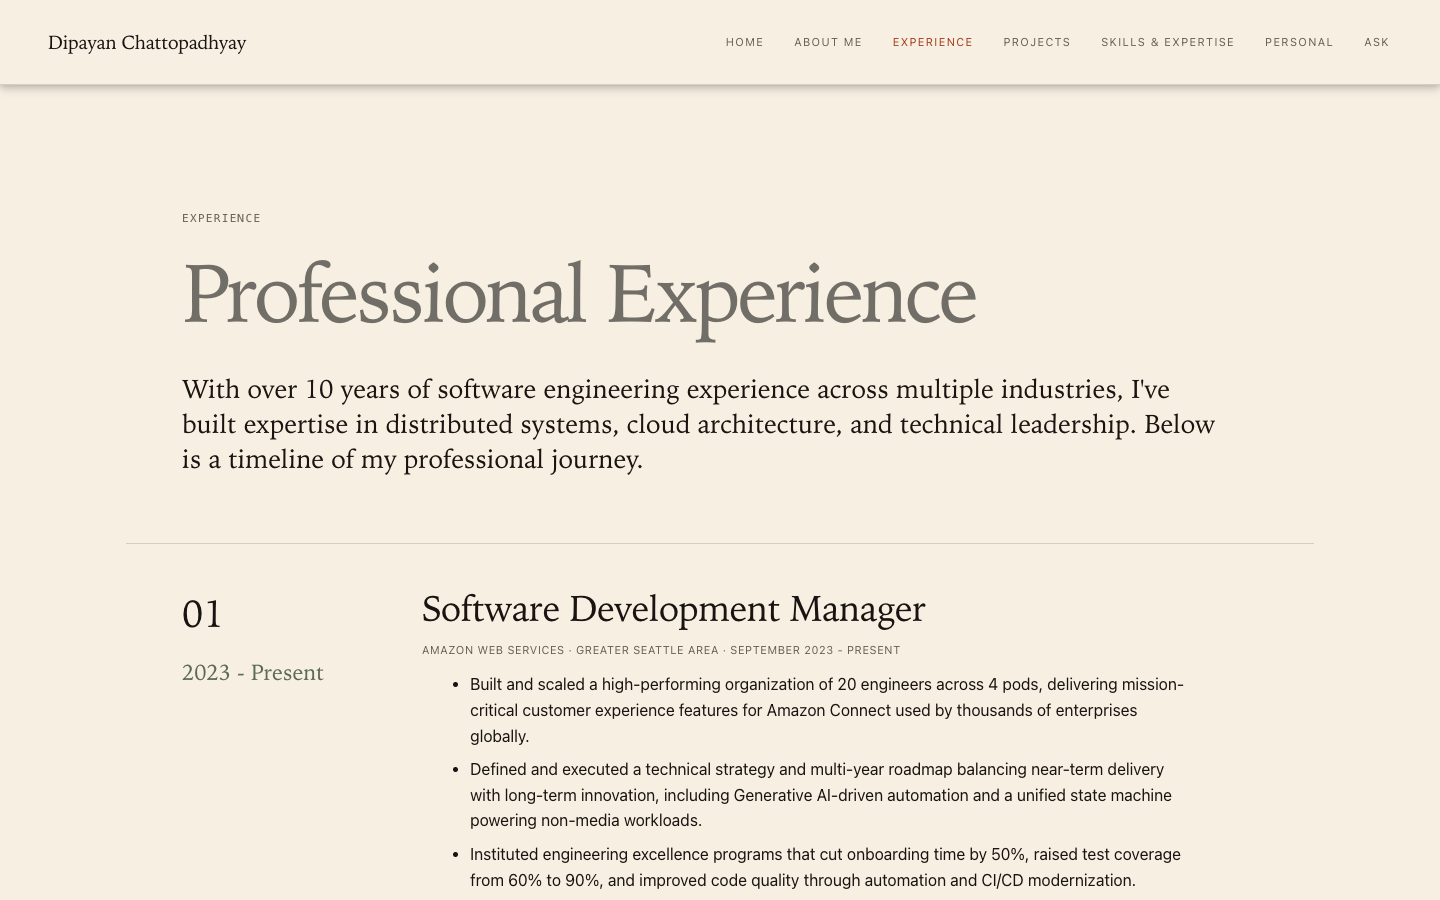 Dipayan Chattopadhyay
HOME ABOUT ME EXPERIENCE PROJECTS SKILLS & EXPERTISE PERSONAL ASK
EXPERIENCE
Professional Experience
With over 10 years of software engineering experience across multiple industries, I've
built expertise in distributed systems, cloud architecture, and technical leadership. Below
is a timeline of my professional journey.
01
2023 - Present
Software Development Manager
AMAZON WEB SERVICES · GREATER SEATTLE AREA · SEPTEMBER 2023 - PRESENT
• Built and scaled a high-performing organization of 20 engineers across 4 pods, delivering mission-
critical customer experience features for Amazon Connect used by thousands of enterprises
globally.
• Defined and executed a technical strategy and multi-year roadmap balancing near-term delivery
with long-term innovation, including Generative AI-driven automation and a unified state machine
powering non-media workloads.
• Instituted engineering excellence programs that cut onboarding time by 50%, raised test coverage
from 60% to 90%, and improved code quality through automation and CI/CD modernization.